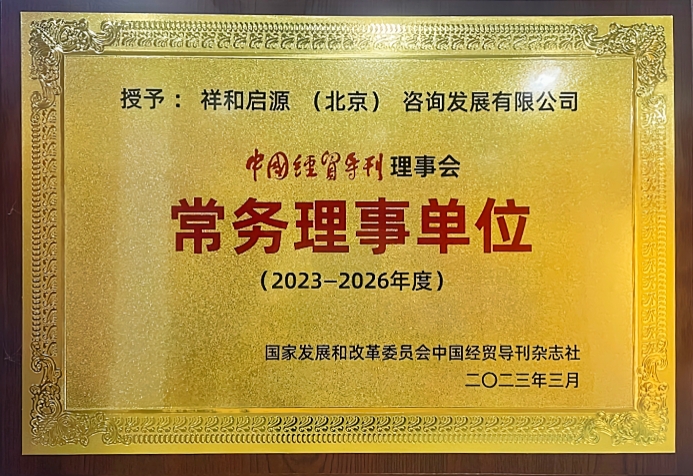 授予： 祥和启源 （北京） 咨询发展有限公司
中国经贸导刊 理事会
常务理事单位
（2023—2026年度）
国家发展和改革委员会中国经贸导刊杂志社
二〇二三年三月